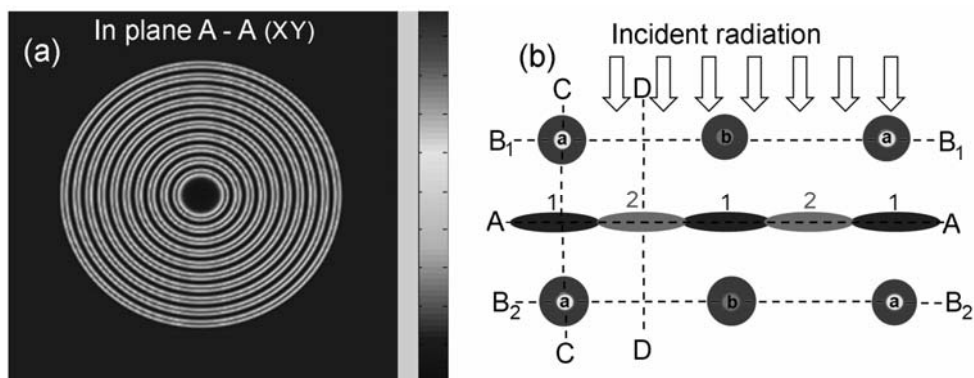 In plane A - A (XY)
(a)
(b)
Incident radiation
C D
B1 a b a B1
A 1 2 1 2 1 A
B2 a b a B2
C D